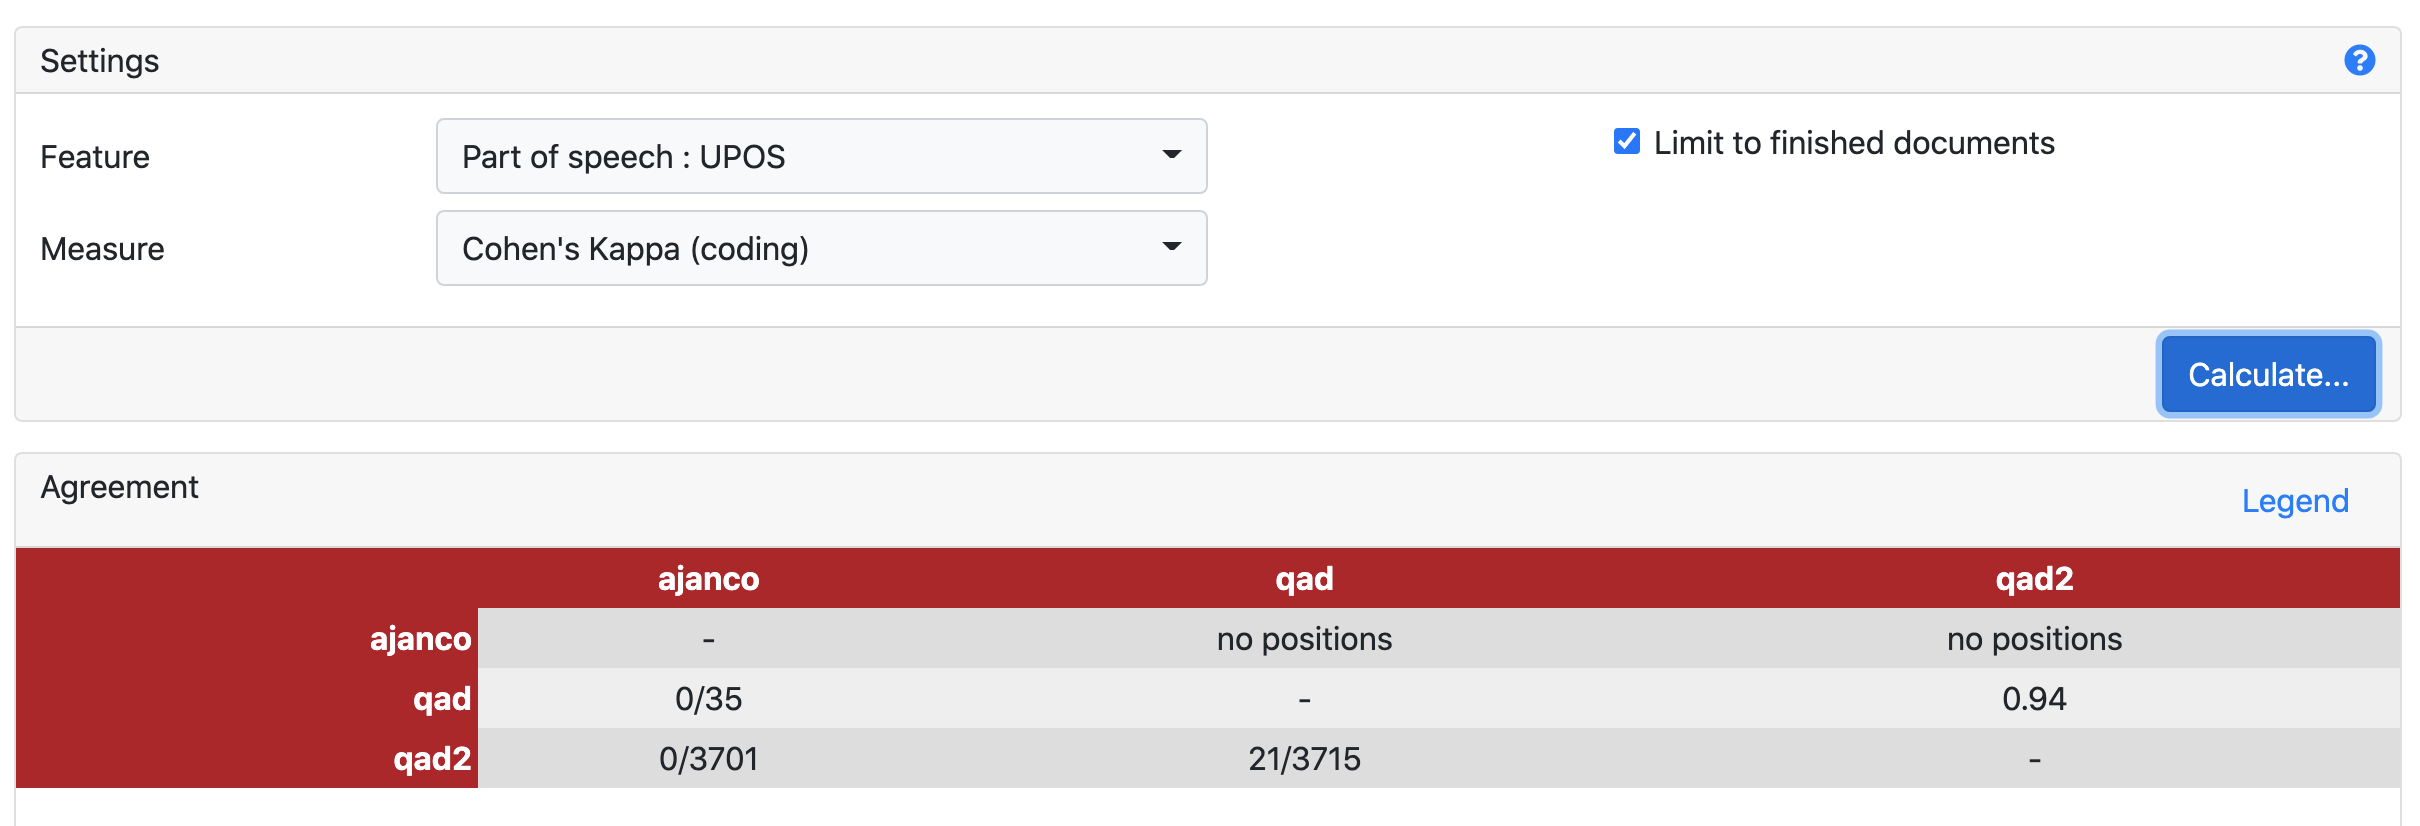 Settings
Feature Part of speech : UPOS Limit to finished documents
Measure Cohen's Kappa (coding)
Calculate...
Agreement Legend
ajanco qad qad2
ajanco - no positions no positions
qad 0/35 - 0.94
qad2 0/3701 21/3715 -